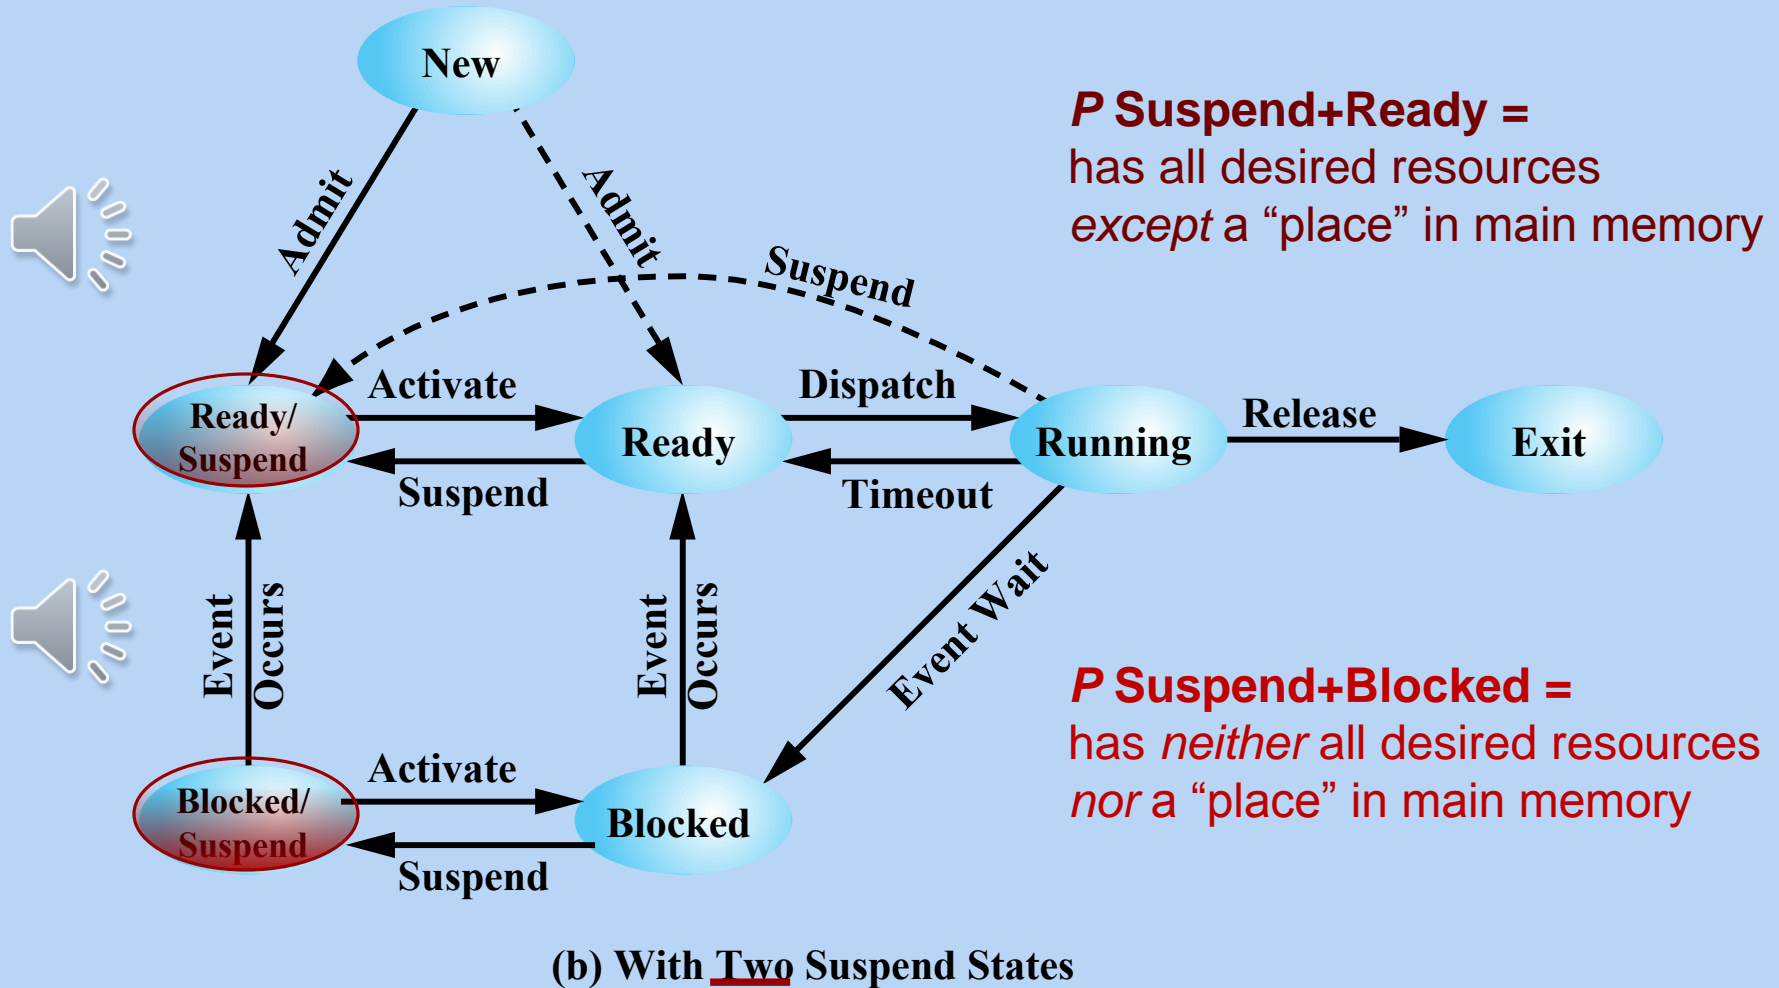 New
P Suspend+Ready =
has all desired resources
except a “place” in main memory
Admit
Admit
Suspend
Activate
Dispatch
Release
Ready/
Suspend
Ready
Running
Exit
Suspend
Timeout
Event
Occurs
Event
Occurs
Event Wait
P Suspend+Blocked =
has neither all desired resources
nor a “place” in main memory
Activate
Blocked/
Suspend
Blocked
Suspend
(b) With Two Suspend States